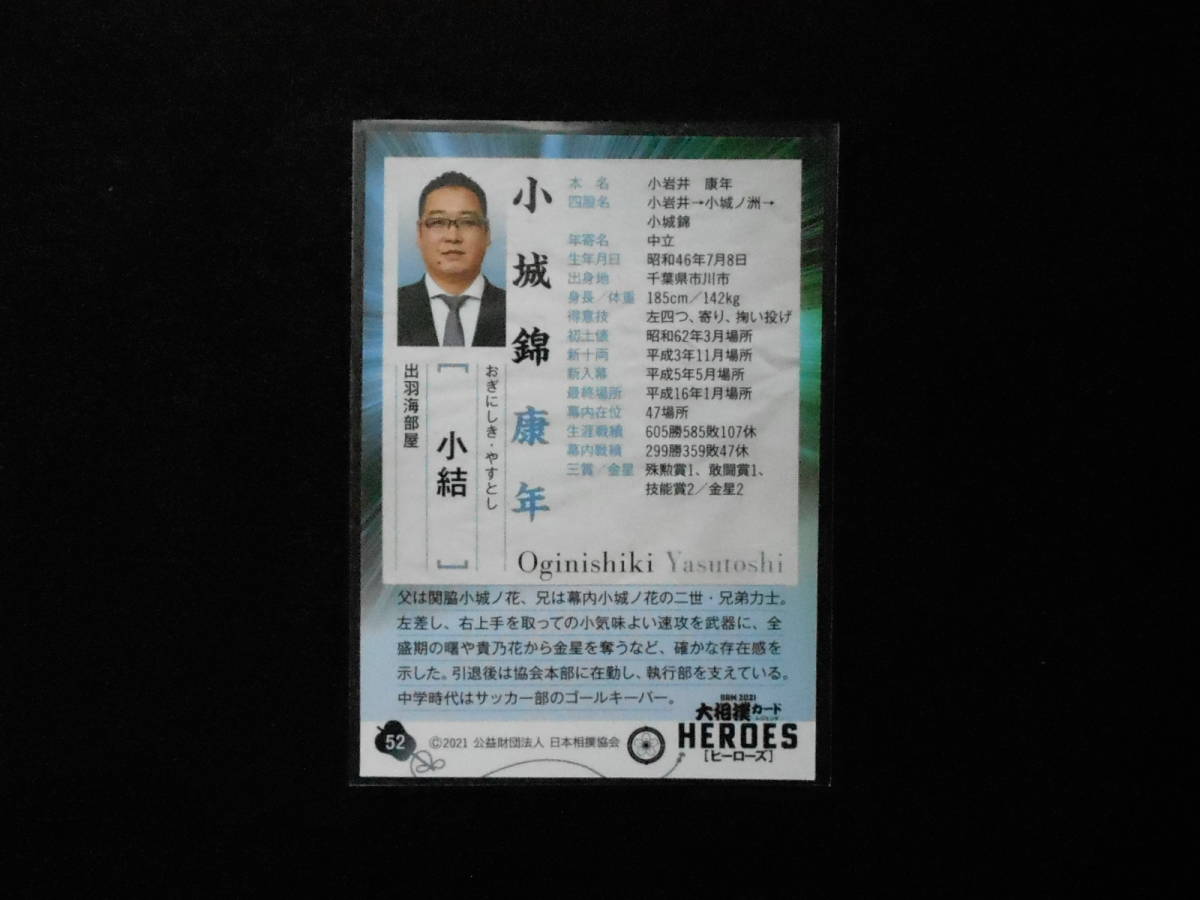 小城錦 康年
おぎにしき・やすとし
[小結]
出羽海部屋
本名 小岩井 康年
四股名 小岩井→小城ノ洲→
小城錦
年寄名 中立
生年月日 昭和46年7月8日
出身地 千葉県市川市
身長/体重 185cm/142kg
得意技 左四つ、寄り、掬い投げ
初土俵 昭和62年3月場所
新十両 平成3年11月場所
新入幕 平成5年5月場所
最終場所 平成16年1月場所
幕内在位 47場所
生涯戦績 605勝585敗107休
幕内戦績 299勝359敗47休
三賞/金星 殊勲賞1、敢闘賞1、
技能賞2/金星2
Oginishiki Yasutoshi
父は関脇小城ノ花、兄は幕内小城ノ花の二世・兄弟力士。
左差し、右上手を取っての小気味よい速攻を武器に、全
盛期の曙や貴乃花から金星を奪うなど、確かな存在感を
示した。引退後は協会本部に在勤し、執行部を支えている。
中学時代はサッカー部のゴールキーパー。
52
©2021 公益財団法人 日本相撲協会
BBM 2021
大相撲カード
HEROES
[ヒーローズ]